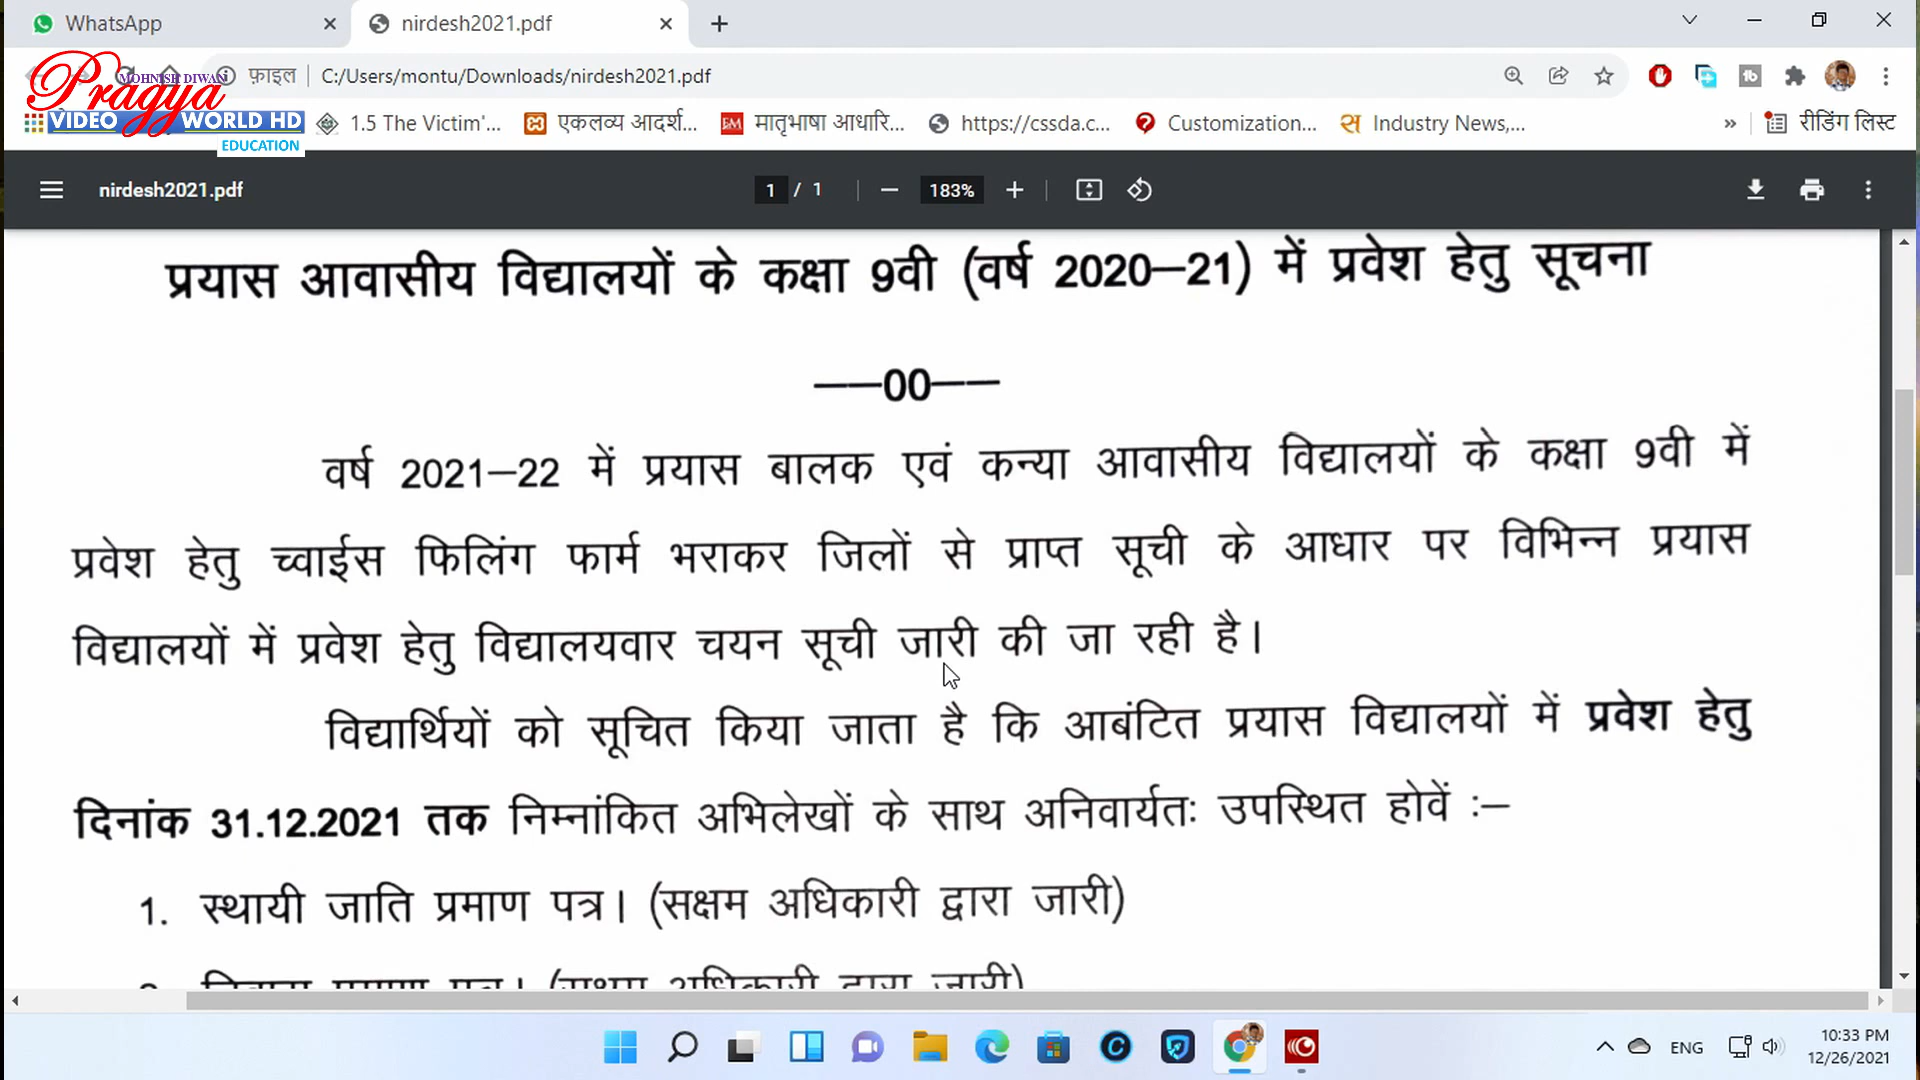 WhatsApp
nirdesh2021.pdf
Pragya
MOHNISH DIWAN
VIDEO WORLD HD
EDUCATION
फ़ाइल
C:/Users/montu/Downloads/nirdesh2021.pdf
1.5 The Victim'...
एकलव्य आदर्श...
मातृभाषा आधारि...
https://cssda.c...
Customization...
Industry News,...
»
रीडिंग लिस्ट
nirdesh2021.pdf
1 / 1
183%
प्रयास आवासीय विद्यालयों के कक्षा 9वी (वर्ष 2020–21) में प्रवेश हेतु सूचना
——00——
वर्ष 2021–22 में प्रयास बालक एवं कन्या आवासीय विद्यालयों के कक्षा 9वी में
प्रवेश हेतु च्वाईस फिलिंग फार्म भराकर जिलों से प्राप्त सूची के आधार पर विभिन्न प्रयास
विद्यालयों में प्रवेश हेतु विद्यालयवार चयन सूची जारी की जा रही है।
विद्यार्थियों को सूचित किया जाता है कि आबंटित प्रयास विद्यालयों में प्रवेश हेतु
दिनांक 31.12.2021 तक निम्नांकित अभिलेखों के साथ अनिवार्यतः उपस्थित होवें :–
1. स्थायी जाति प्रमाण पत्र। (सक्षम अधिकारी द्वारा जारी)
ENG
10:33 PM
12/26/2021